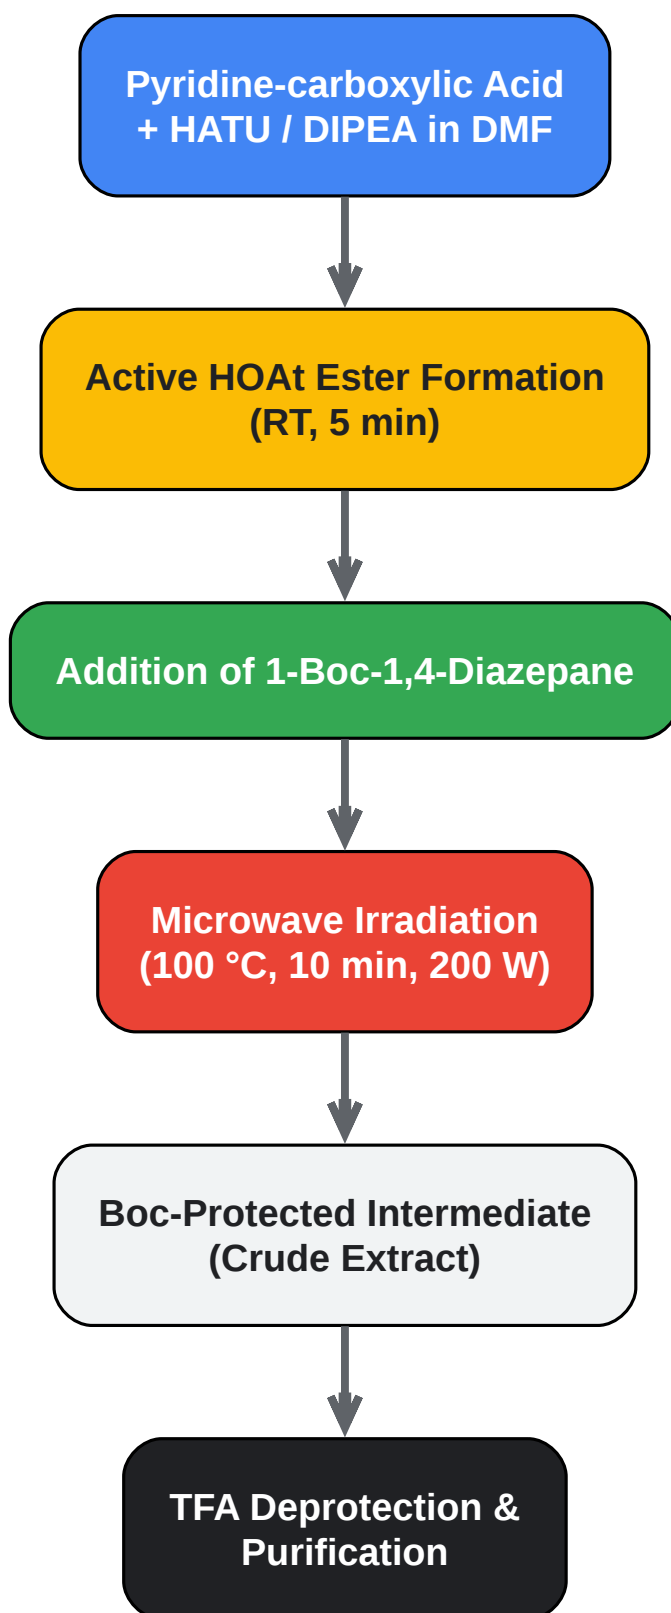 Pyridine-carboxylic Acid
+ HATU / DIPEA in DMF
Active HOAt Ester Formation
(RT, 5 min)
Addition of 1-Boc-1,4-Diazepane
Microwave Irradiation
(100 °C, 10 min, 200 W)
Boc-Protected Intermediate
(Crude Extract)
TFA Deprotection &
Purification